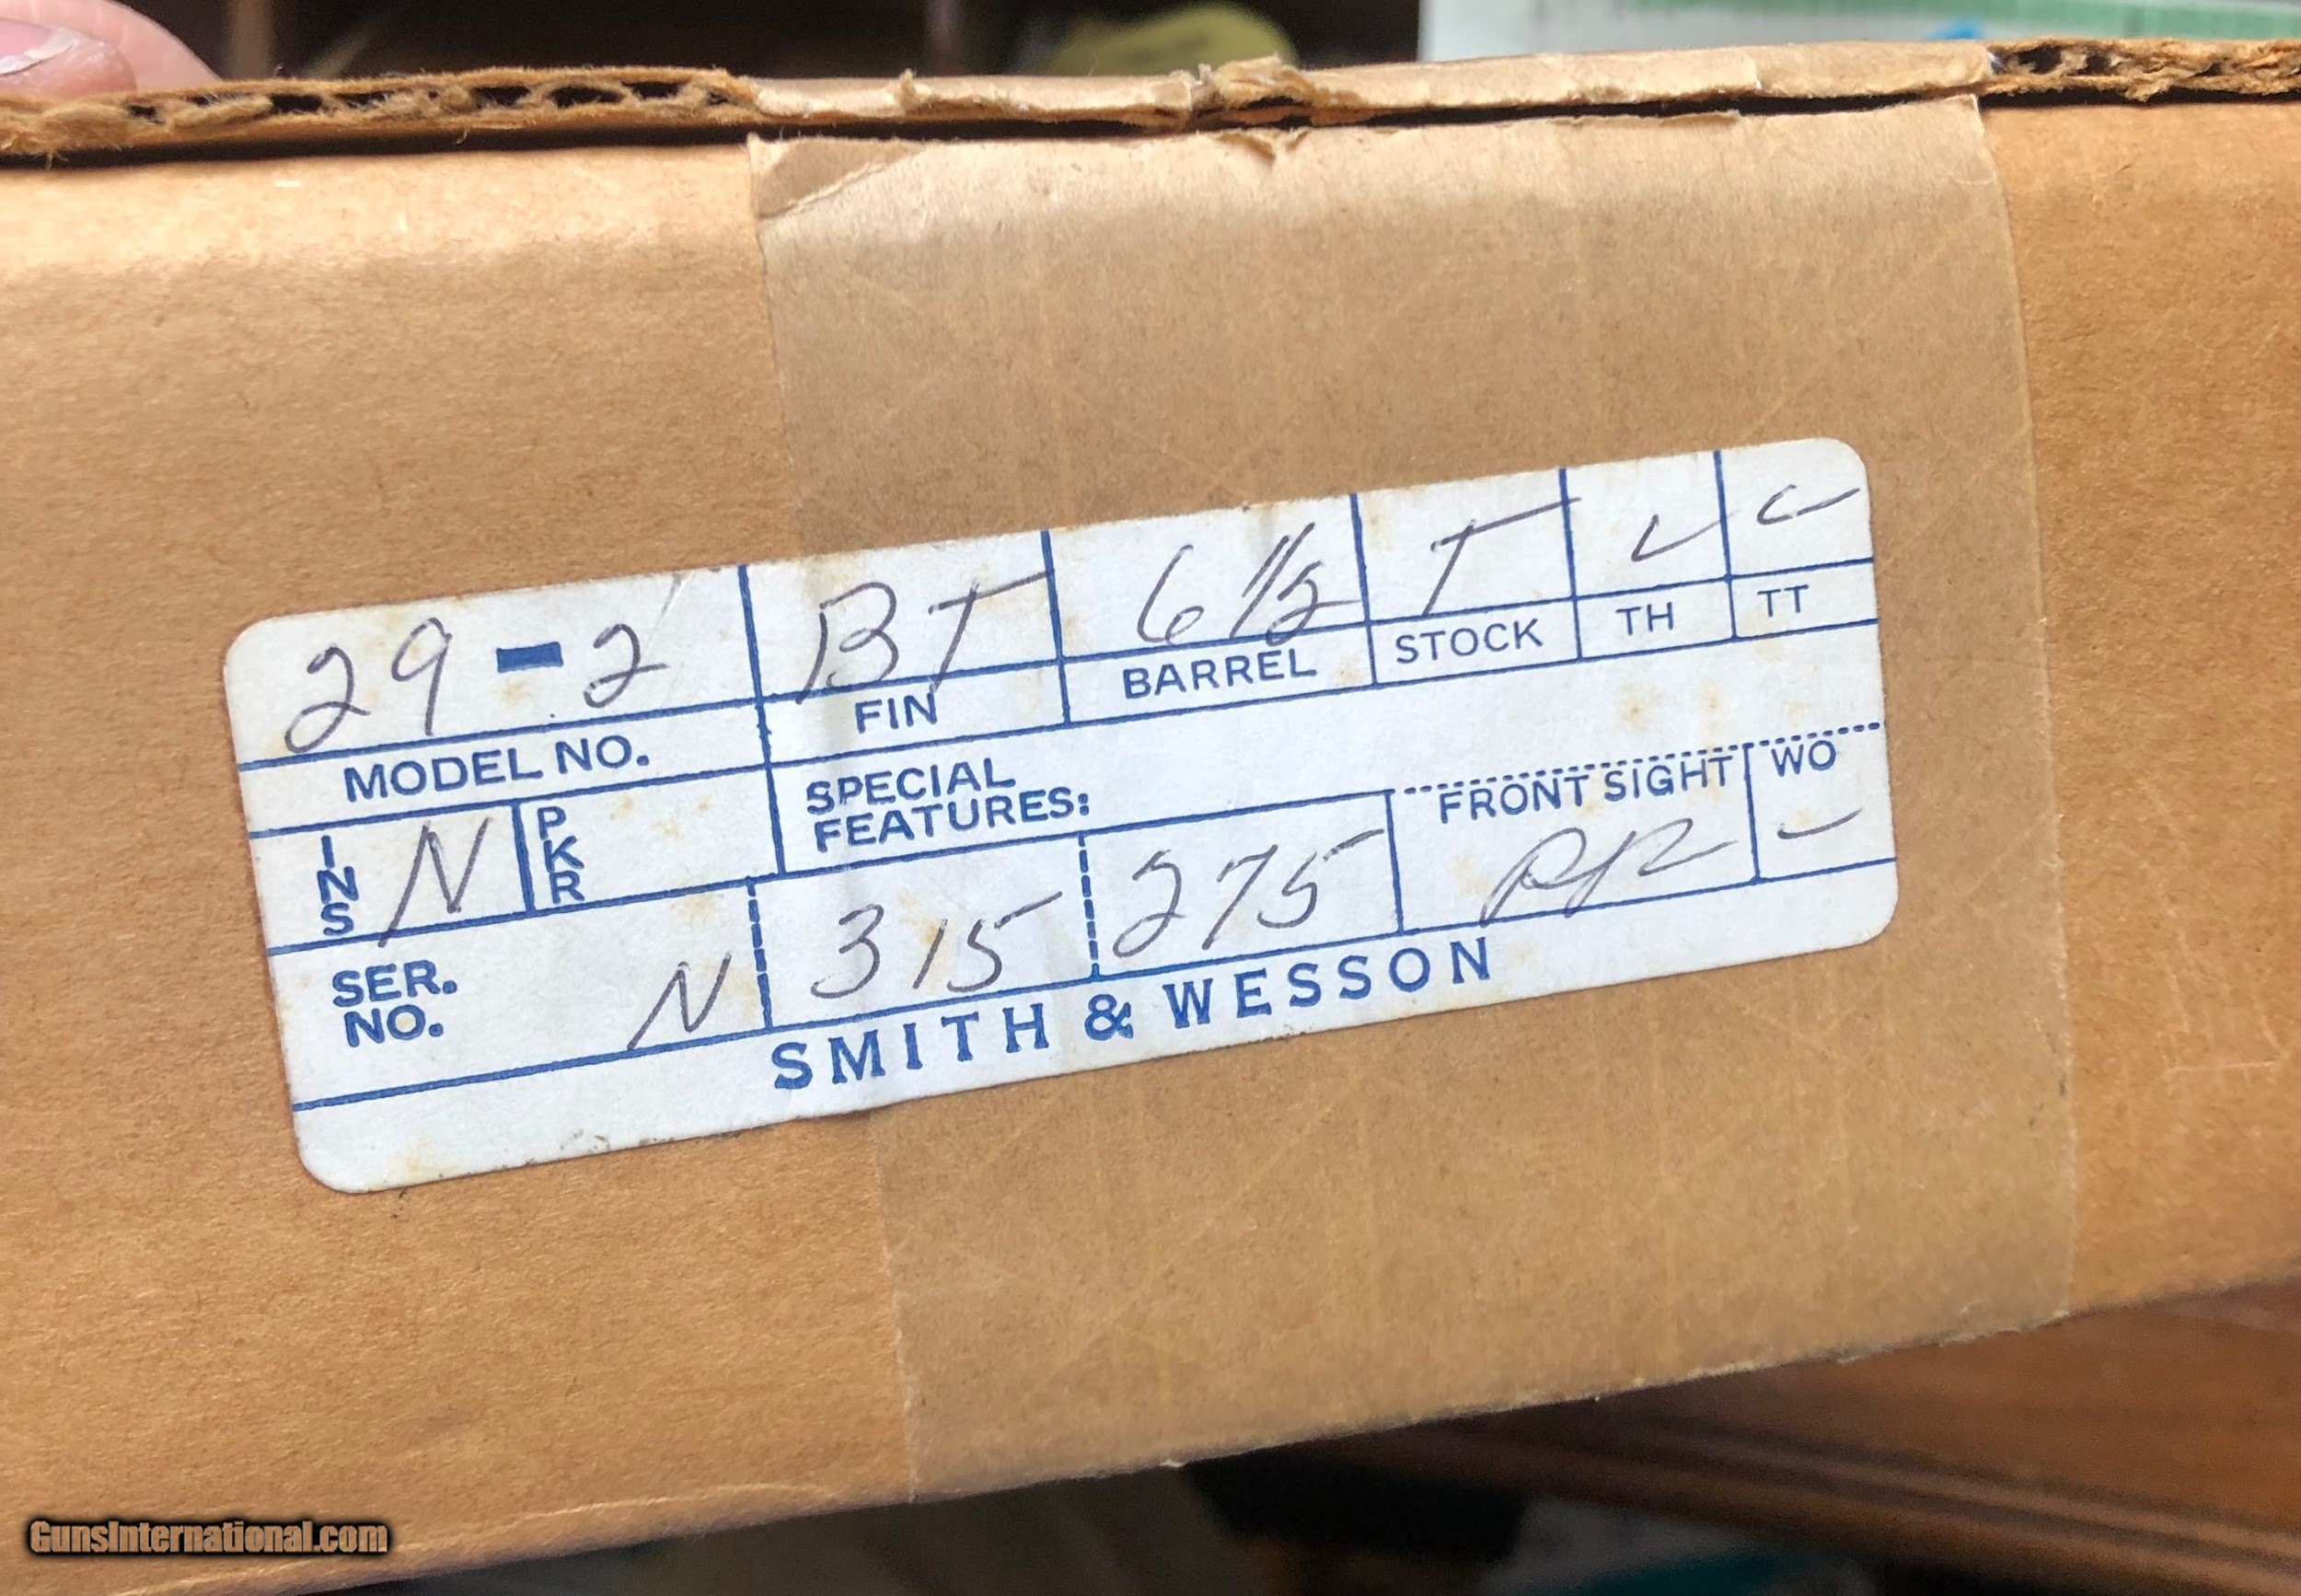 29-2 BT 6 1/2 T ✓ ✓
MODEL NO. FIN BARREL STOCK TH TT
INS N PKR SPECIAL FEATURES: FRONT SIGHT WO
SER. NO. N 315 275
SMITH & WESSON
GunsInternational.com